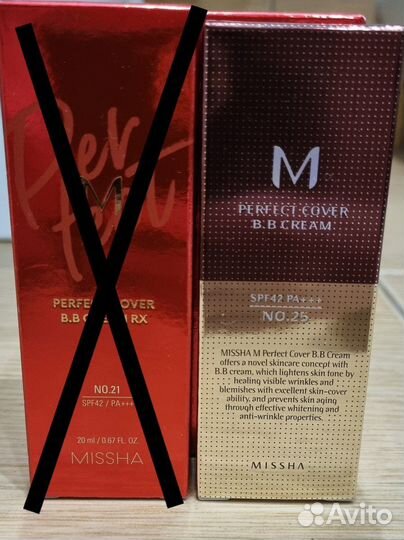 Perfect
M
PERFECT COVER
B.B CREAM RX
NO.21
SPF42 / PA+++
20 ml / 0.67 FL. OZ.
MISSHA
M
PERFECT COVER
B.B CREAM
SPF42 PA+++
NO.25
MISSHA M Perfect Cover B.B Cream
offers a novel skincare concept with
B.B cream, which lightens skin tone by
healing visible wrinkles and
blemishes with excellent skin-cover
ability, and prevents skin aging
through effective whitening and
anti-wrinkle properties.
MISSHA
Avito